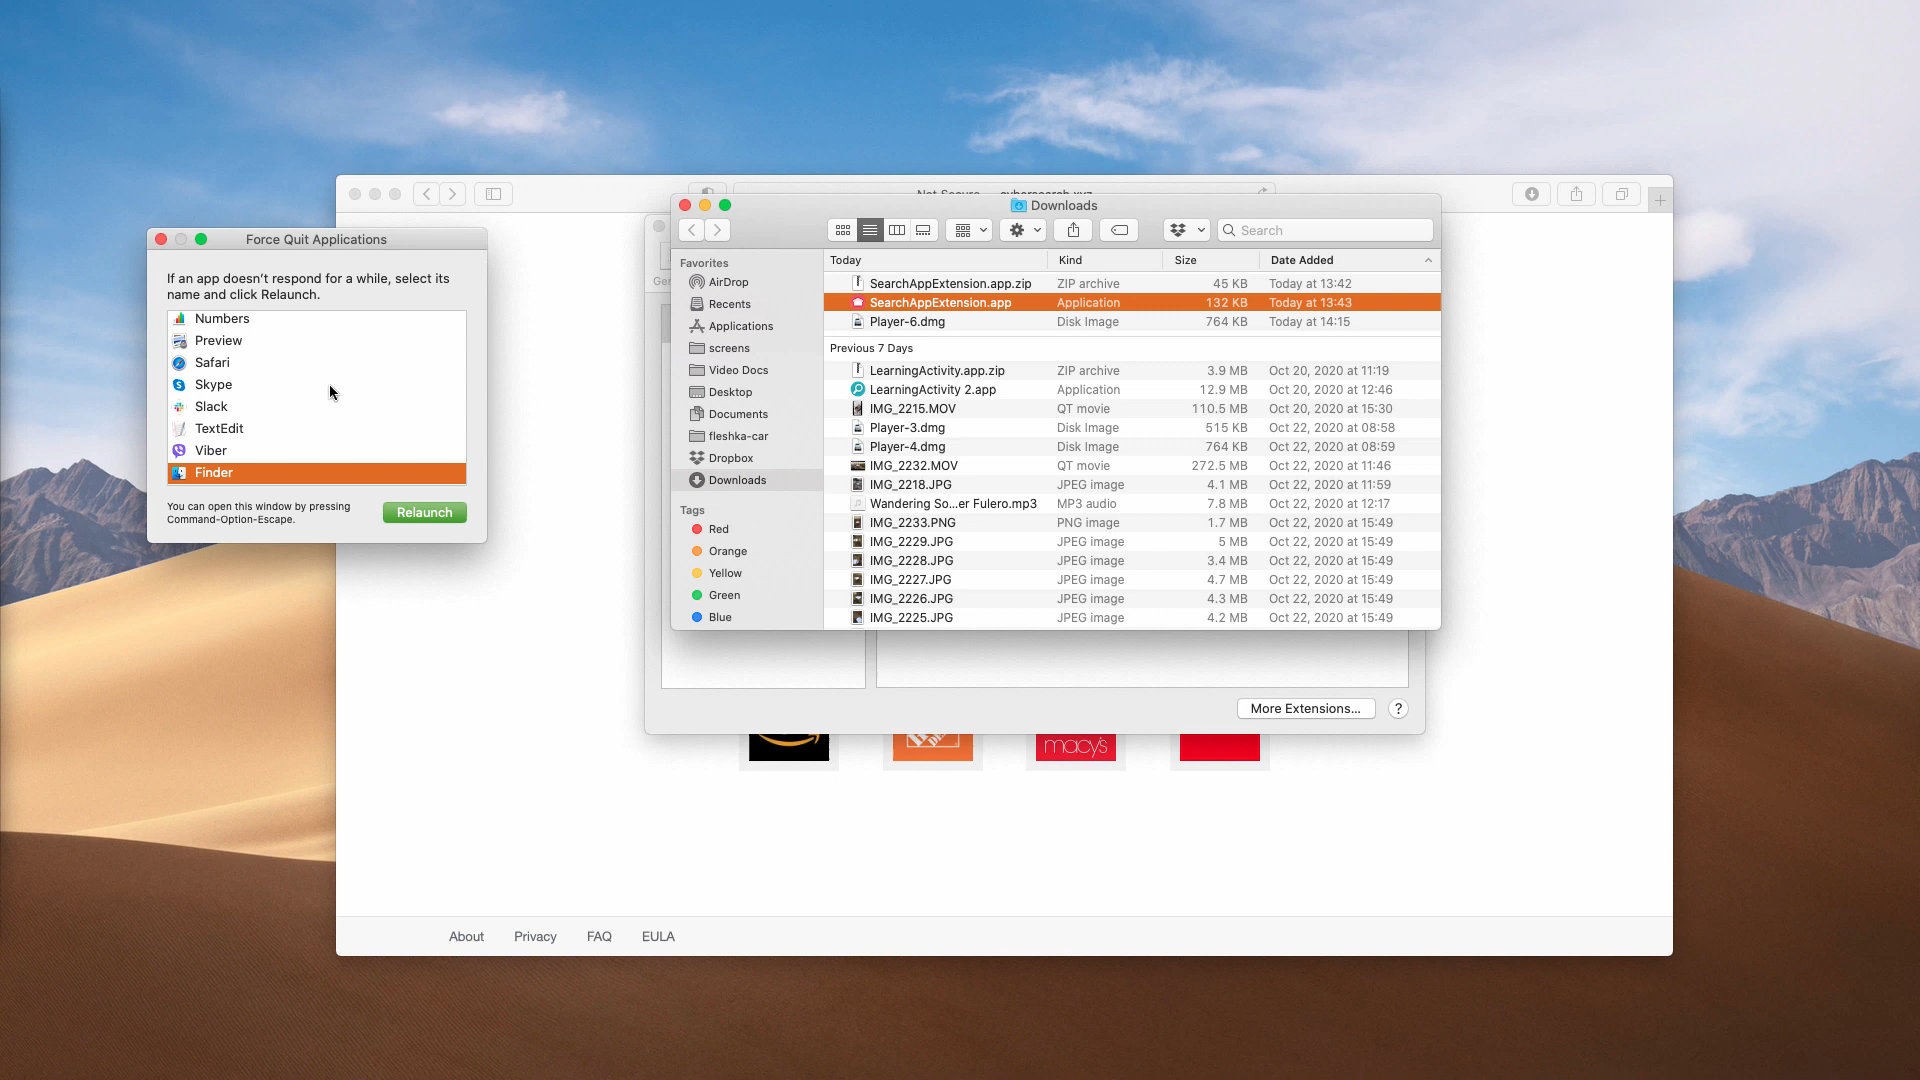 Force Quit Applications
If an app doesn't respond for a while, select its
name and click Relaunch.
Numbers
Preview
Safari
Skype
Slack
TextEdit
Viber
Finder
You can open this window by pressing
Command-Option-Escape.
Relaunch
Downloads
Search
Favorites
AirDrop
Recents
Applications
screens
Video Docs
Desktop
Documents
fleshka-car
Dropbox
Downloads
Tags
Red
Orange
Yellow
Green
Blue
Today Kind Size Date Added
SearchAppExtension.app.zip ZIP archive 45 KB Today at 13:42
SearchAppExtension.app Application 132 KB Today at 13:43
Player-6.dmg Disk Image 764 KB Today at 14:15
Previous 7 Days
LearningActivity.app.zip ZIP archive 3.9 MB Oct 20, 2020 at 11:19
LearningActivity 2.app Application 12.9 MB Oct 20, 2020 at 12:46
IMG_2215.MOV QT movie 110.5 MB Oct 20, 2020 at 15:30
Player-3.dmg Disk Image 515 KB Oct 22, 2020 at 08:58
Player-4.dmg Disk Image 764 KB Oct 22, 2020 at 08:59
IMG_2232.MOV QT movie 272.5 MB Oct 22, 2020 at 11:46
IMG_2218.JPG JPEG image 4.1 MB Oct 22, 2020 at 11:59
Wandering So...er Fulero.mp3 MP3 audio 7.8 MB Oct 22, 2020 at 12:17
IMG_2233.PNG PNG image 1.7 MB Oct 22, 2020 at 15:49
IMG_2229.JPG JPEG image 5 MB Oct 22, 2020 at 15:49
IMG_2228.JPG JPEG image 3.4 MB Oct 22, 2020 at 15:49
IMG_2227.JPG JPEG image 4.7 MB Oct 22, 2020 at 15:49
IMG_2226.JPG JPEG image 4.3 MB Oct 22, 2020 at 15:49
IMG_2225.JPG JPEG image 4.2 MB Oct 22, 2020 at 15:49
More Extensions... ?
macy's
About Privacy FAQ EULA